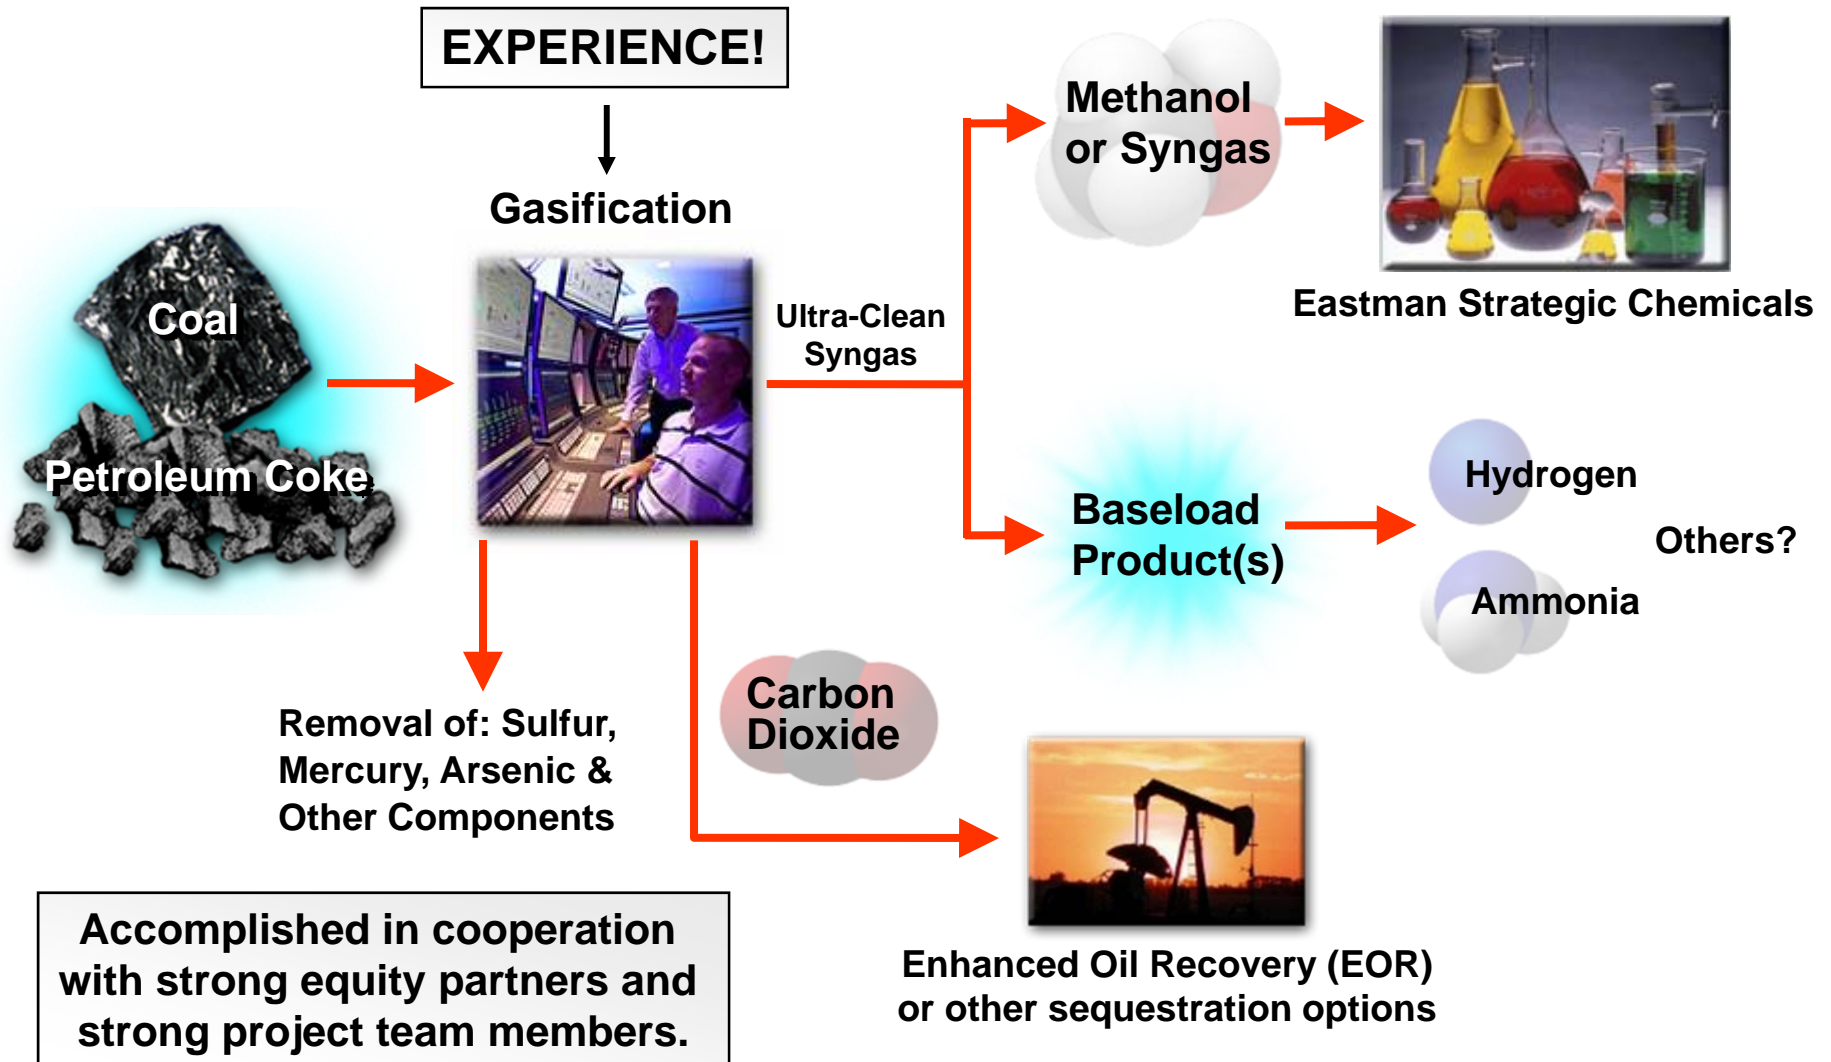 EXPERIENCE!
Gasification
Coal
Petroleum Coke
Ultra-Clean
Syngas
Methanol
or Syngas
Eastman Strategic Chemicals
Baseload
Product(s)
Hydrogen
Others?
Ammonia
Removal of: Sulfur,
Mercury, Arsenic &
Other Components
Carbon
Dioxide
Enhanced Oil Recovery (EOR)
or other sequestration options
Accomplished in cooperation
with strong equity partners and
strong project team members.